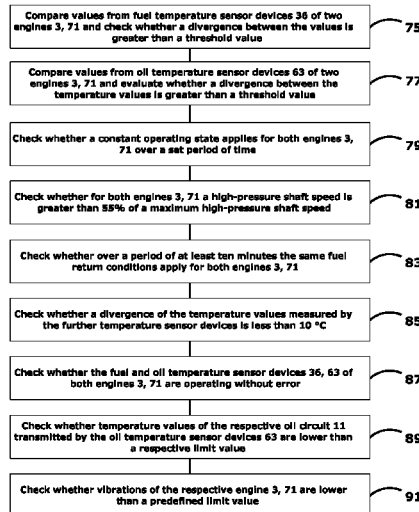 Compare values from fuel temperature sensor devices 36 of two
engines 3, 71 and check whether a divergence between the values is
greater than a threshold value
75
Compare values from oil temperature sensor devices 63 of two
engines 3, 71 and evaluate whether a divergence between the
temperature values is greater than a threshold value
77
Check whether a constant operating state applies for both engines 3,
71 over a set period of time
79
Check whether for both engines 3, 71 a high-pressure shaft speed is
greater than 55% of a maximum high-pressure shaft speed
81
Check whether over a period of at least ten minutes the same fuel
return conditions apply for both engines 3, 71
83
Check whether a divergence of the temperature values measured by
the further temperature sensor devices is less than 10 °C
85
Check whether the fuel and oil temperature sensor devices 36, 63 of
both engines 3, 71 are operating without error
87
Check whether temperature values of the respective oil circuit 11
transmitted by the oil temperature sensor devices 63 are lower than
a respective limit value
89
Check whether vibrations of the respective engine 3, 71 are lower
than a predefined limit value
91